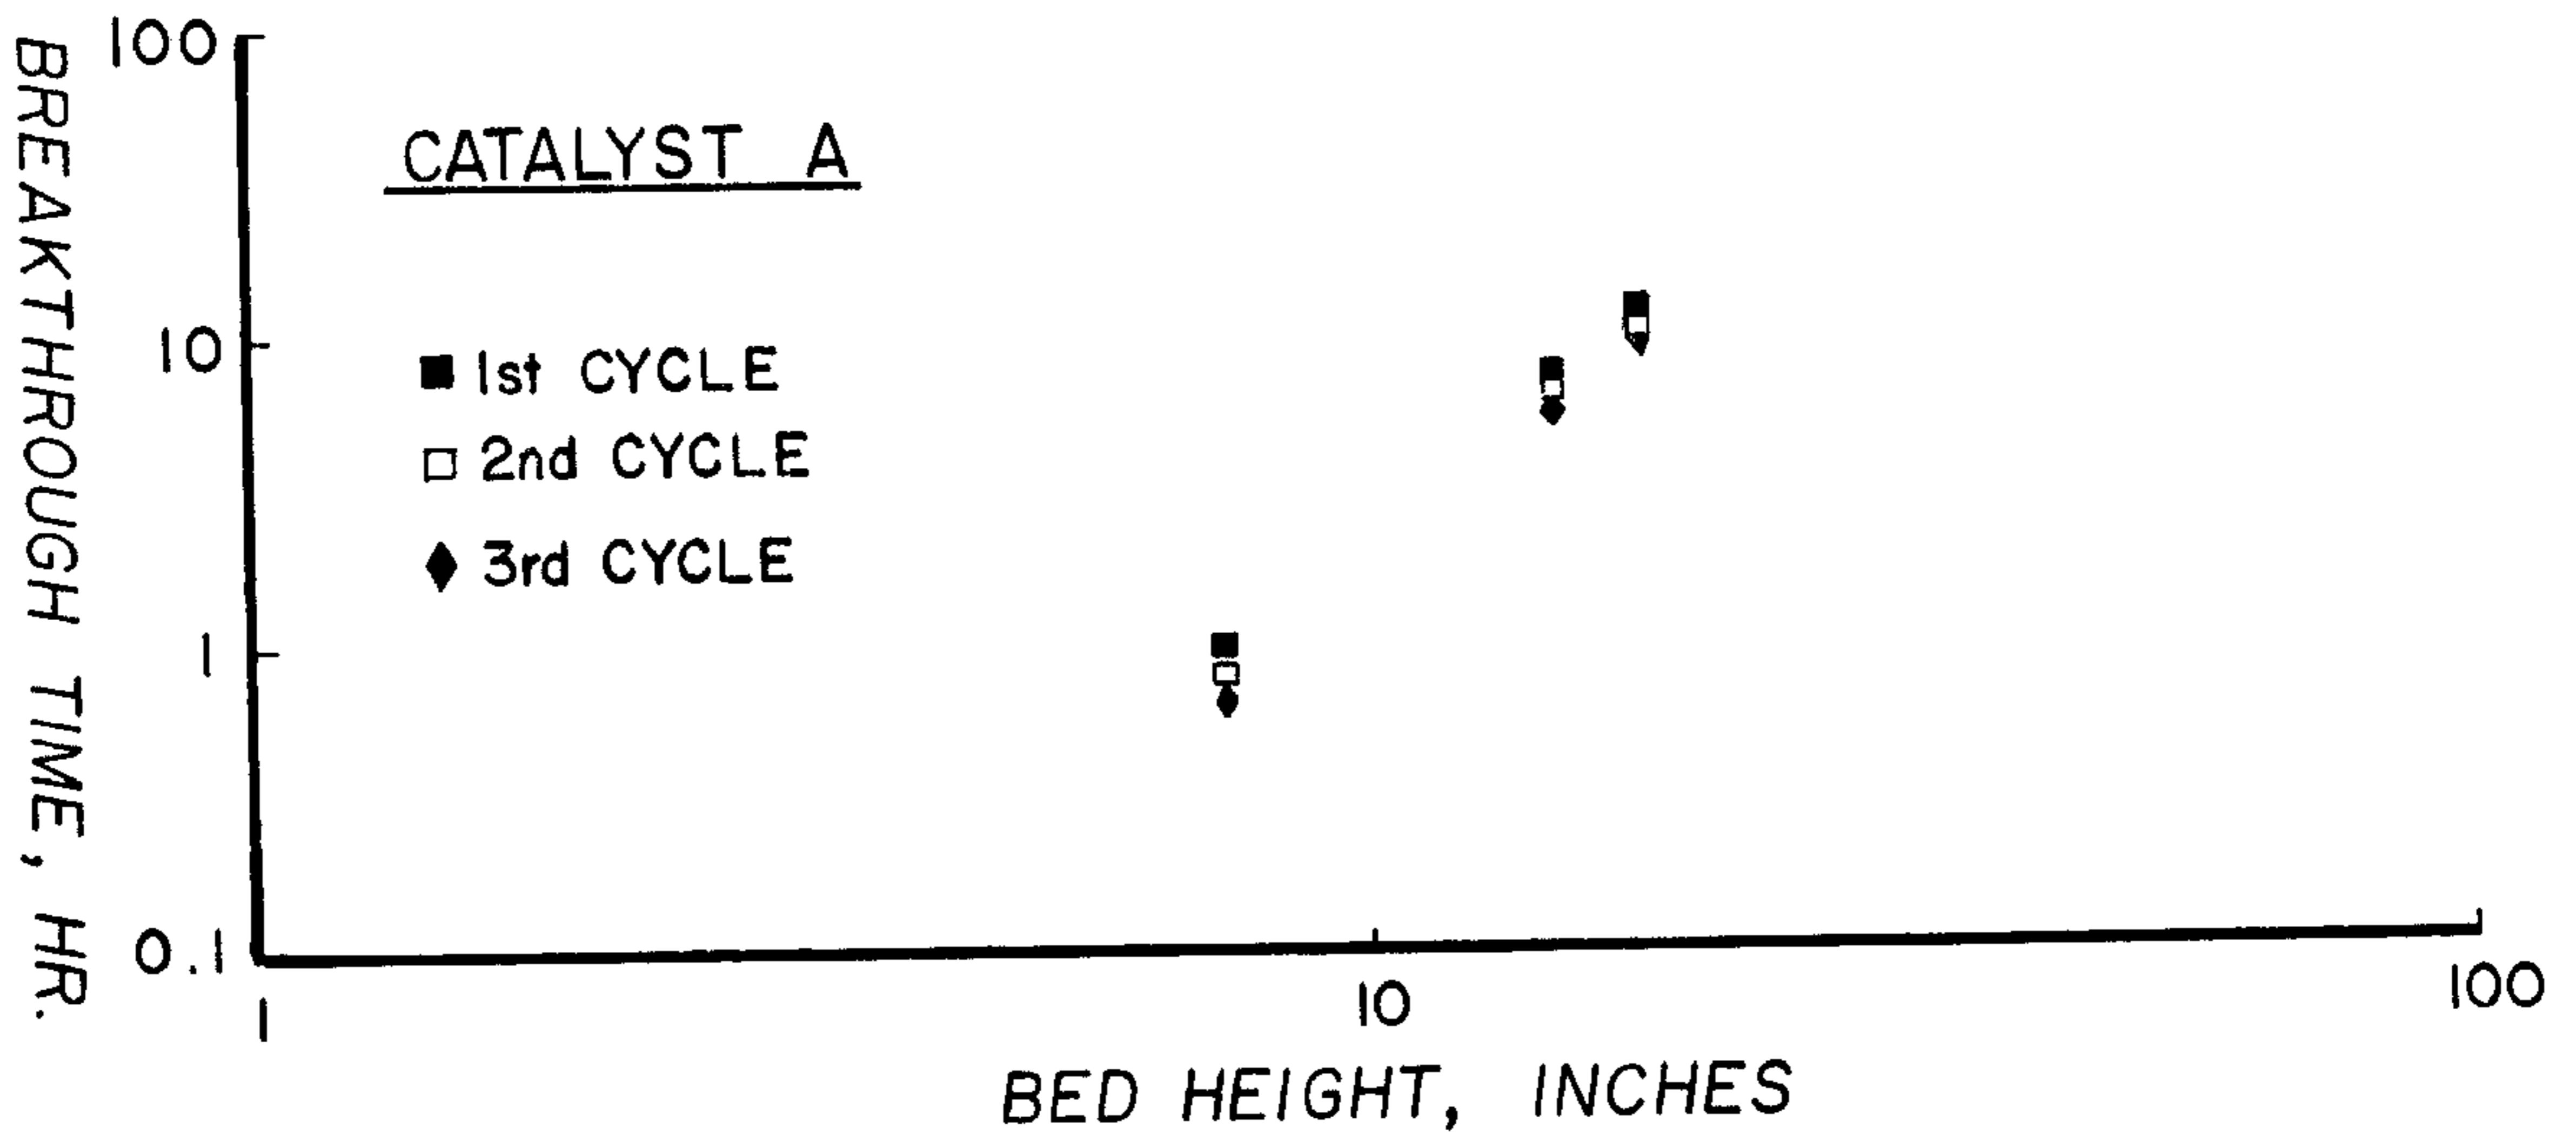 BREAKTHROUGH TIME, HR.
100
10
1
0.1
CATALYST A
1st CYCLE
2nd CYCLE
3rd CYCLE
1
10
100
BED HEIGHT, INCHES